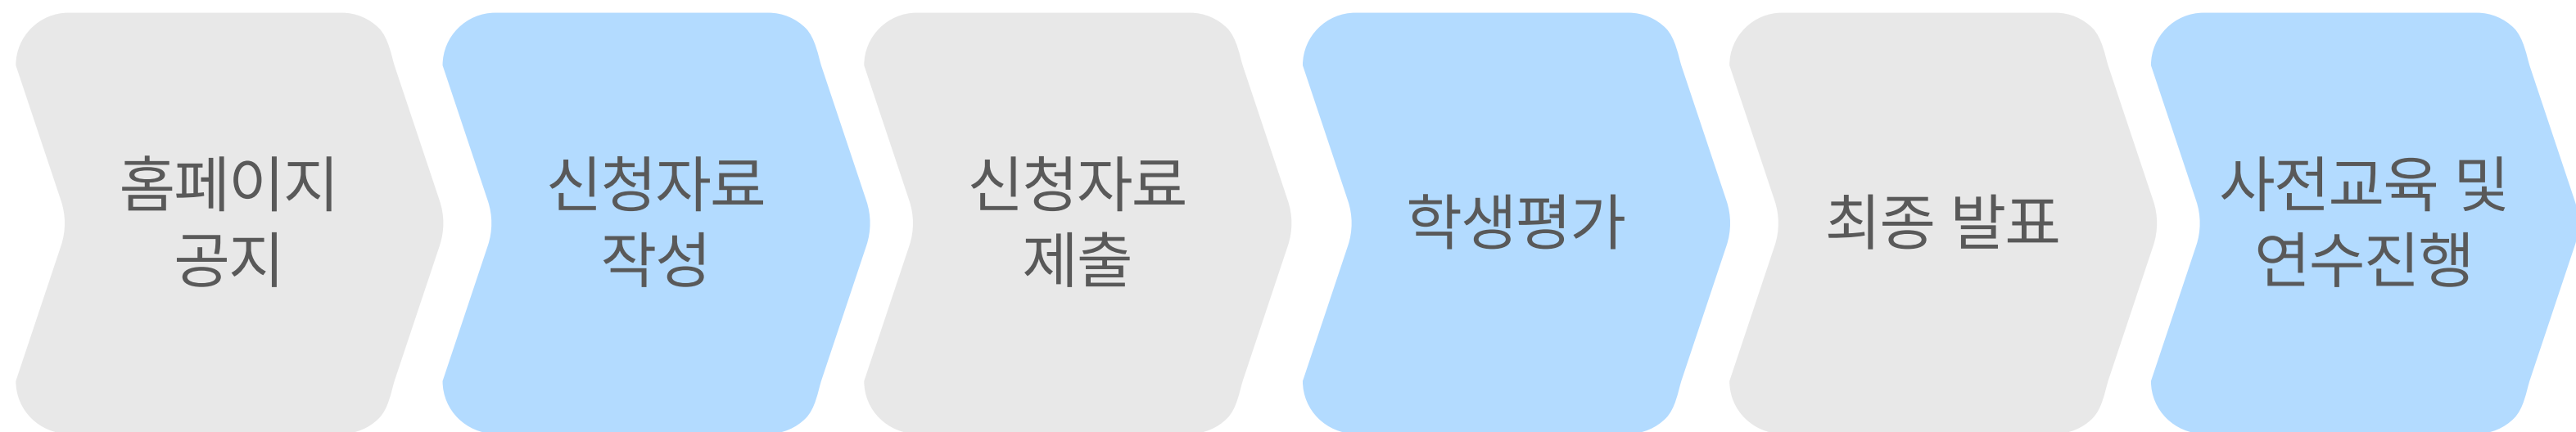 홈페이지
공지
신청자료
작성
신청자료
제출
학생평가
최종 발표
사전교육 및
연수진행